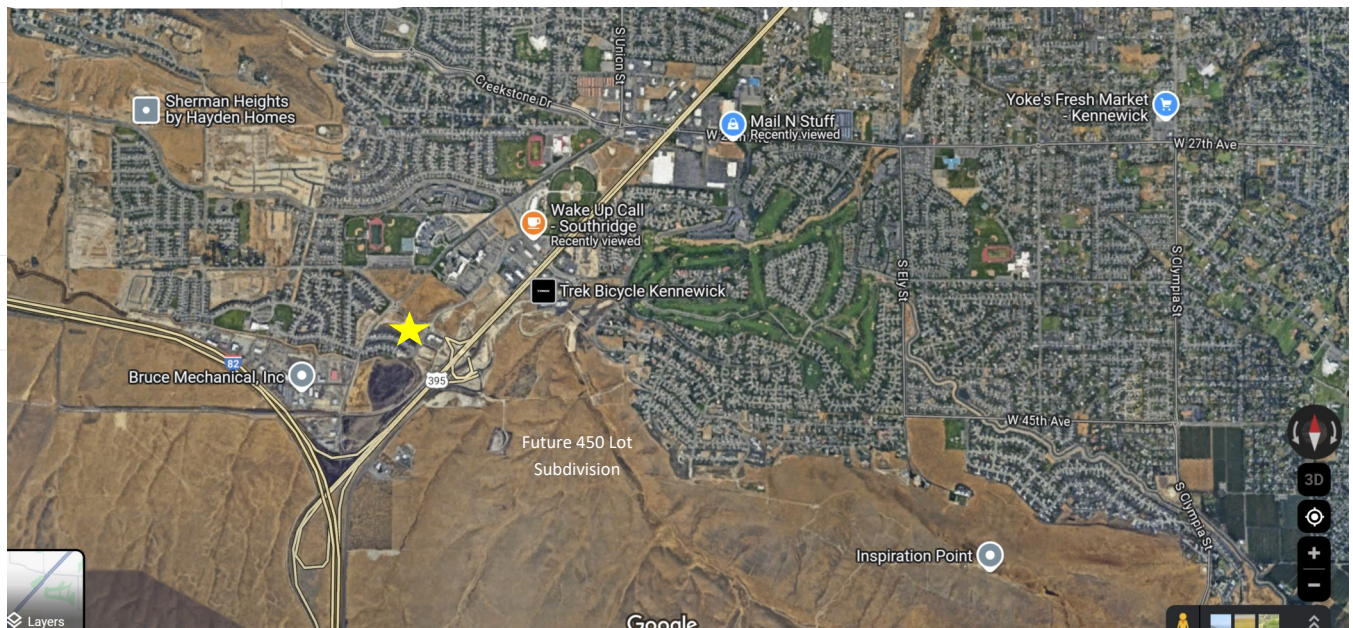 S Union St
Creekstone Dr
Sherman Heights
by Hayden Homes
Mail N Stuff
Recently viewed
Yoke's Fresh Market
- Kennewick
W 27th Ave
Wake Up Call
- Southridge
Recently viewed
S Ely St
S Olympia St
Trek Bicycle Kennewick
82
Bruce Mechanical, Inc
395
W 45th Ave
Future 450 Lot
Subdivision
3D
S Olympia St
Inspiration Point
Layers
Google